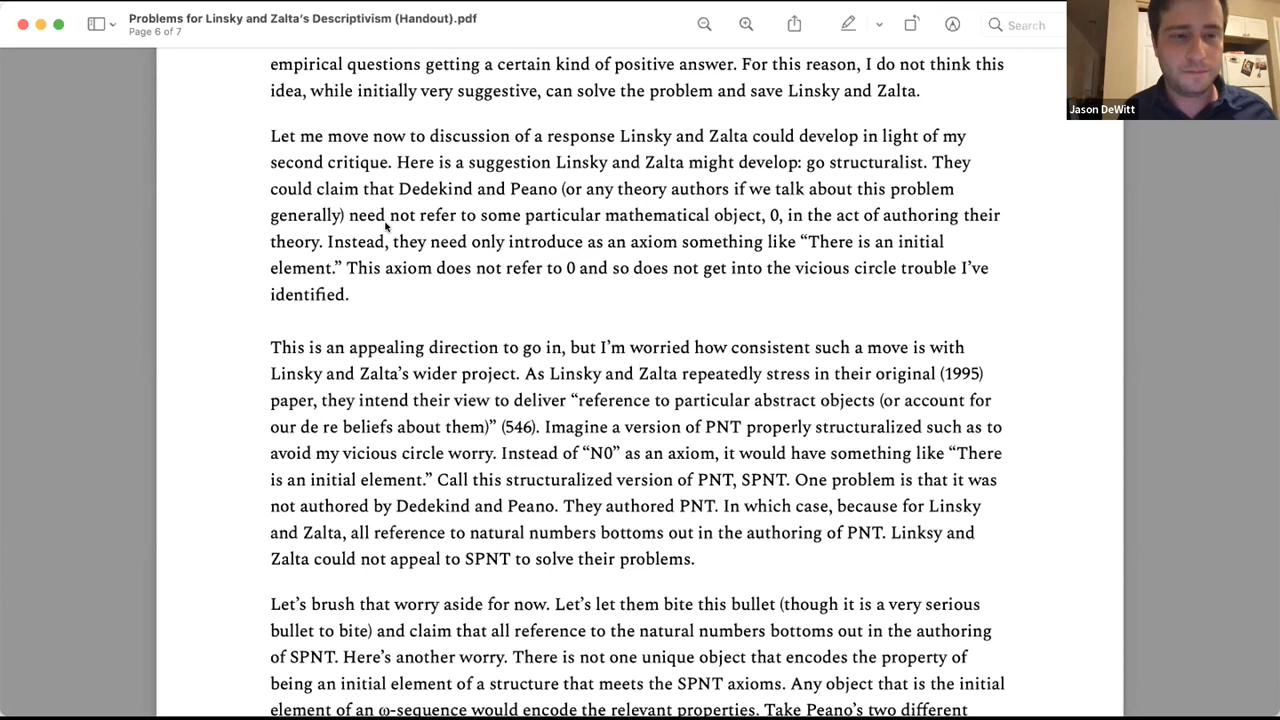 Problems for Linsky and Zalta's Descriptivism (Handout).pdf
Page 6 of 7
Search
Jason DeWitt
empirical questions getting a certain kind of positive answer. For this reason, I do not think this
idea, while initially very suggestive, can solve the problem and save Linsky and Zalta.
Let me move now to discussion of a response Linsky and Zalta could develop in light of my
second critique. Here is a suggestion Linsky and Zalta might develop: go structuralist. They
could claim that Dedekind and Peano (or any theory authors if we talk about this problem
generally) need not refer to some particular mathematical object, 0, in the act of authoring their
theory. Instead, they need only introduce as an axiom something like “There is an initial
element.” This axiom does not refer to 0 and so does not get into the vicious circle trouble I’ve
identified.
This is an appealing direction to go in, but I’m worried how consistent such a move is with
Linsky and Zalta’s wider project. As Linsky and Zalta repeatedly stress in their original (1995)
paper, they intend their view to deliver “reference to particular abstract objects (or account for
our de re beliefs about them)” (546). Imagine a version of PNT properly structuralized such as to
avoid my vicious circle worry. Instead of “N0” as an axiom, it would have something like “There
is an initial element.” Call this structuralized version of PNT, SPNT. One problem is that it was
not authored by Dedekind and Peano. They authored PNT. In which case, because for Linsky
and Zalta, all reference to natural numbers bottoms out in the authoring of PNT. Linksy and
Zalta could not appeal to SPNT to solve their problems.
Let’s brush that worry aside for now. Let’s let them bite this bullet (though it is a very serious
bullet to bite) and claim that all reference to the natural numbers bottoms out in the authoring
of SPNT. Here’s another worry. There is not one unique object that encodes the property of
being an initial element of a structure that meets the SPNT axioms. Any object that is the initial
element of an ω-sequence would encode the relevant properties. Take Peano’s two different